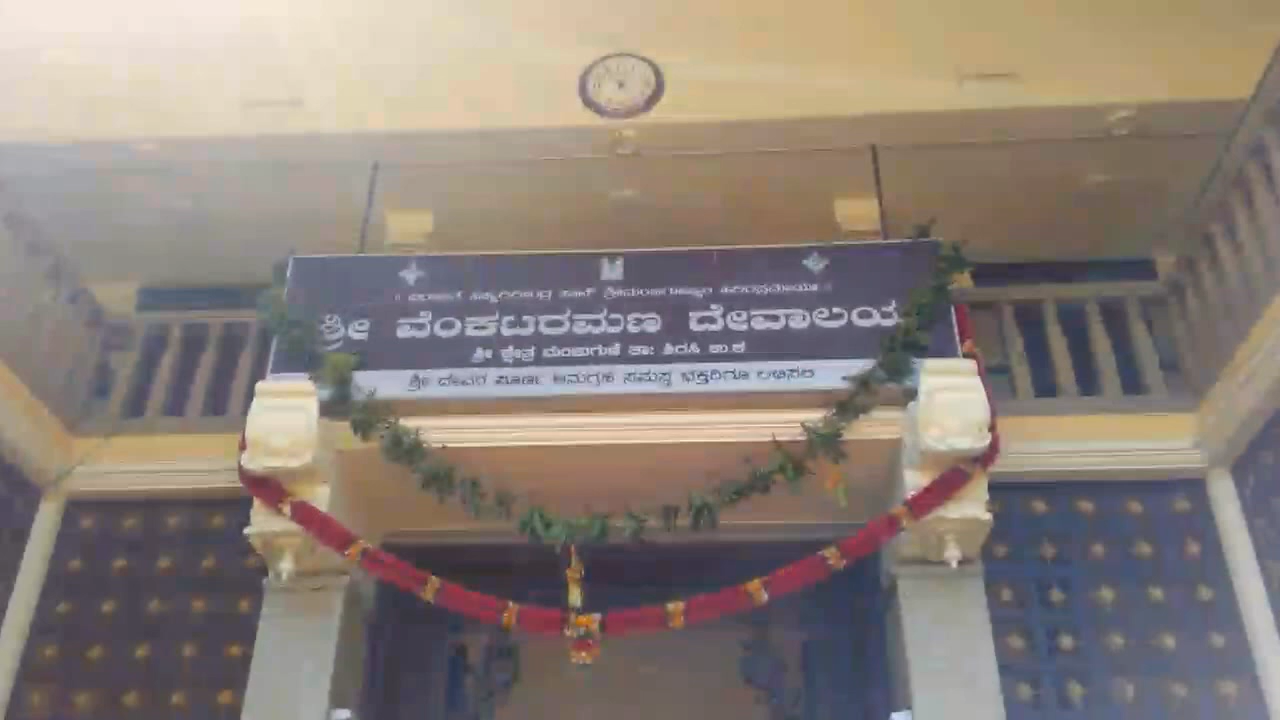 ಶ್ರೀ ವೆಂಕಟರಮಣ ದೇವಾಲಯ
ಶ್ರೀ ಕ್ಷೇತ್ರ ಮಂಜುಗುಣಿ ತಾ: ಶಿರಸಿ ಉ.ಕ
ಶ್ರೀ ದೇವರ ಪೂರ್ಣ ಅನುಗ್ರಹ ಸಮಸ್ತ ಭಕ್ತರಿಗೂ ಲಭಿಸಲಿ